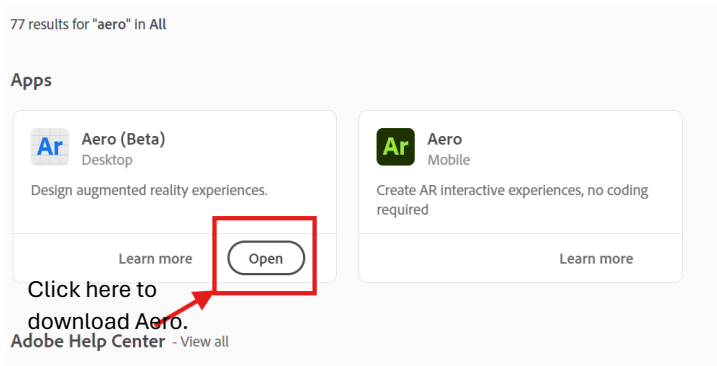 77 results for "aero" in All
Apps
Ar
Aero (Beta)
Desktop
Design augmented reality experiences.
Learn more
Open
Ar
Aero
Mobile
Create AR interactive experiences, no coding
required
Learn more
Click here to
download Aero.
Adobe Help Center - View all